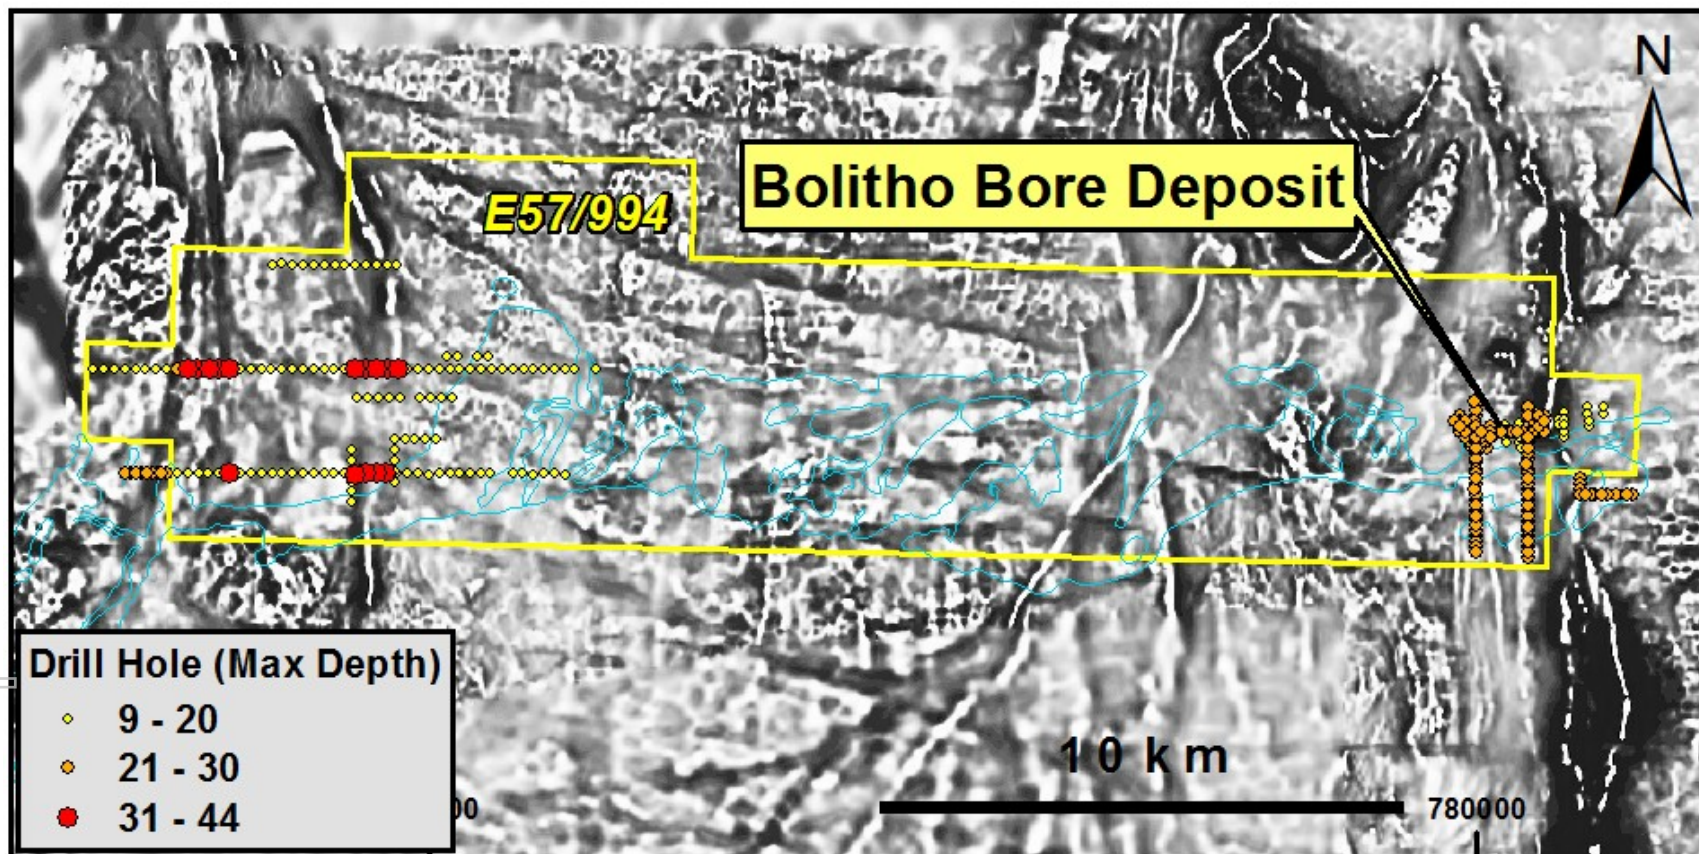 N
Bolitho Bore Deposit
E57/994
Drill Hole (Max Depth)
9 - 20
21 - 30
31 - 44
10 km
780000